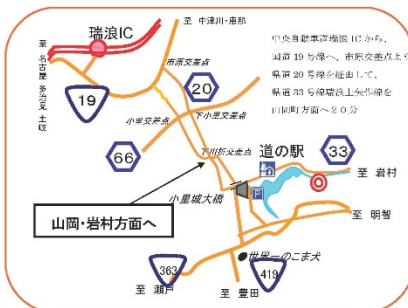 至 中津川・恵那
瑞浪IC
至 名古屋 多治見 土岐
中央自動車道瑞浪ICから、
国道19号線へ、市原交差点より
県道20号線を経由して、
県道33号線瑞浪上矢作線を
山岡町方面へ20分
市原交差点
20
19
小里交差点
下小里交差点
66
下川折交差点
道の駅
33
至 岩村
小里城大橋
P
山岡・岩村方面へ
至 明智
世界一のこま犬
363
419
至 瀬戸
至 豊田